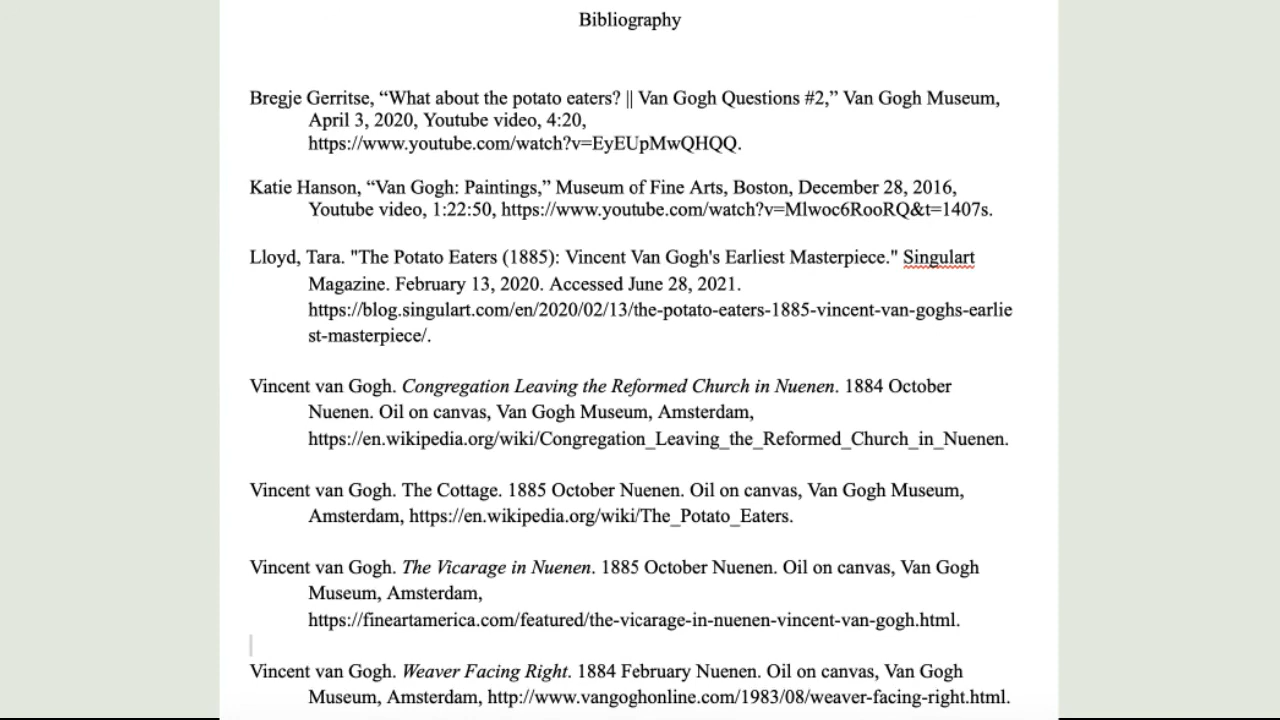 Bibliography
Bregje Gerritse, “What about the potato eaters? || Van Gogh Questions #2,” Van Gogh Museum,
April 3, 2020, Youtube video, 4:20,
https://www.youtube.com/watch?v=EyEUpMwQHQQ.
Katie Hanson, “Van Gogh: Paintings,” Museum of Fine Arts, Boston, December 28, 2016,
Youtube video, 1:22:50, https://www.youtube.com/watch?v=Mlwoc6RooRQ&t=1407s.
Lloyd, Tara. "The Potato Eaters (1885): Vincent Van Gogh's Earliest Masterpiece." Singulart
Magazine. February 13, 2020. Accessed June 28, 2021.
https://blog.singulart.com/en/2020/02/13/the-potato-eaters-1885-vincent-van-goghs-earlie
st-masterpiece/.
Vincent van Gogh. Congregation Leaving the Reformed Church in Nuenen. 1884 October
Nuenen. Oil on canvas, Van Gogh Museum, Amsterdam,
https://en.wikipedia.org/wiki/Congregation_Leaving_the_Reformed_Church_in_Nuenen.
Vincent van Gogh. The Cottage. 1885 October Nuenen. Oil on canvas, Van Gogh Museum,
Amsterdam, https://en.wikipedia.org/wiki/The_Potato_Eaters.
Vincent van Gogh. The Vicarage in Nuenen. 1885 October Nuenen. Oil on canvas, Van Gogh
Museum, Amsterdam,
https://fineartamerica.com/featured/the-vicarage-in-nuenen-vincent-van-gogh.html.
Vincent van Gogh. Weaver Facing Right. 1884 February Nuenen. Oil on canvas, Van Gogh
Museum, Amsterdam, http://www.vangoghonline.com/1983/08/weaver-facing-right.html.